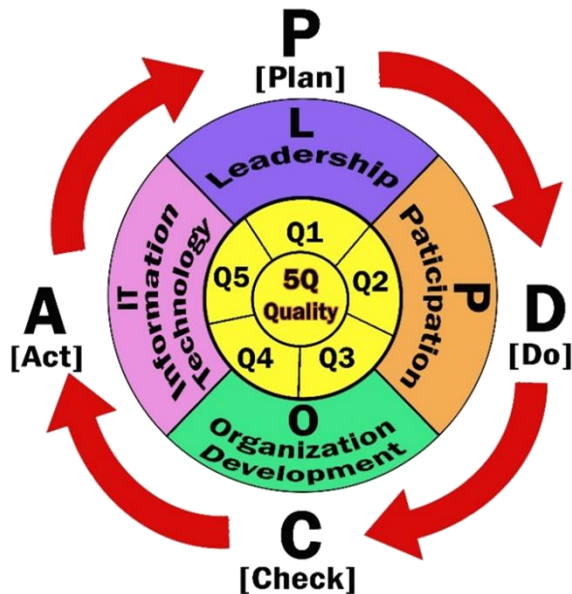 P
[Plan]
L
Leadership
Paticipation
P
D
[Do]
O
Organization
Development
C
[Check]
A
[Act]
IT
Information
Technology
Q1
Q2
Q3
Q4
Q5
5Q
Quality